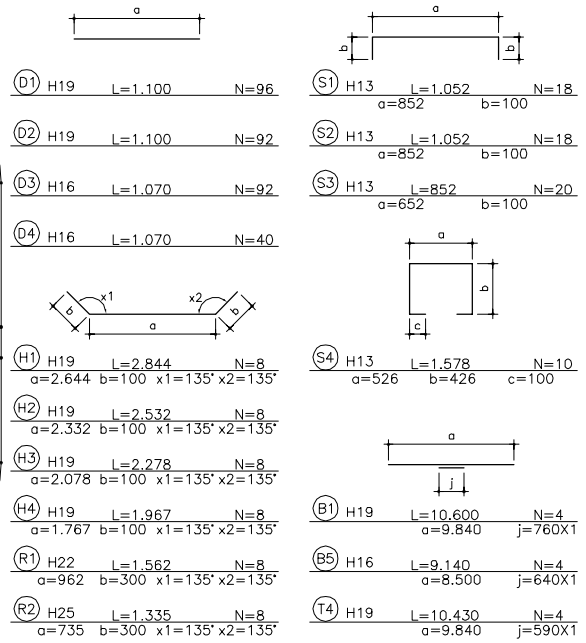 a
D1 H19 L=1.100 N=96
D2 H19 L=1.100 N=92
D3 H16 L=1.070 N=92
D4 H16 L=1.070 N=40
x1 x2
b a b
H1 H19 L=2.844 N=8
a=2.644 b=100 x1=135° x2=135°
H2 H19 L=2.532 N=8
a=2.332 b=100 x1=135° x2=135°
H3 H19 L=2.278 N=8
a=2.078 b=100 x1=135° x2=135°
H4 H19 L=1.967 N=8
a=1.767 b=100 x1=135° x2=135°
R1 H22 L=1.562 N=8
a=962 b=300 x1=135° x2=135°
R2 H25 L=1.335 N=8
a=735 b=300 x1=135° x2=135°
a
b b
S1 H13 L=1.052 N=18
a=852 b=100
S2 H13 L=1.052 N=18
a=852 b=100
S3 H13 L=852 N=20
a=652 b=100
a
b
c
S4 H13 L=1.578 N=10
a=526 b=426 c=100
a
j
B1 H19 L=10.600 N=4
a=9.840 j=760X1
B5 H16 L=9.140 N=4
a=8.500 j=640X1
T4 H19 L=10.430 N=4
a=9.840 j=590X1